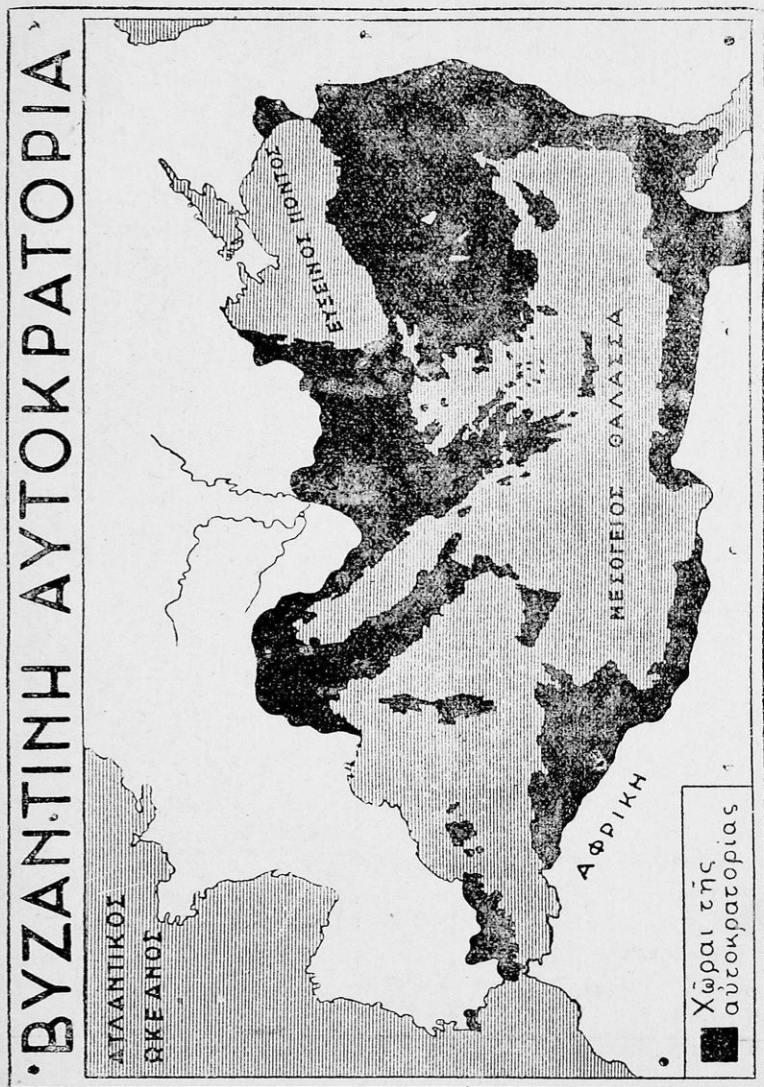 ΒΥΖΑΝΤΙΝΗ ΑΥΤΟΚΡΑΤΟΡΙΑ
ΑΤΛΑΝΤΙΚΟΣ
ΩΚΕΑΝΟΣ
ΕΥΞΕΙΝΟΣ ΠΟΝΤΟΣ
ΜΕΣΟΓΕΙΟΣ ΘΑΛΑΣΣΑ
ΑΦΡΙΚΗ
Χῶραι τῆς
αὐτοκρατορίας